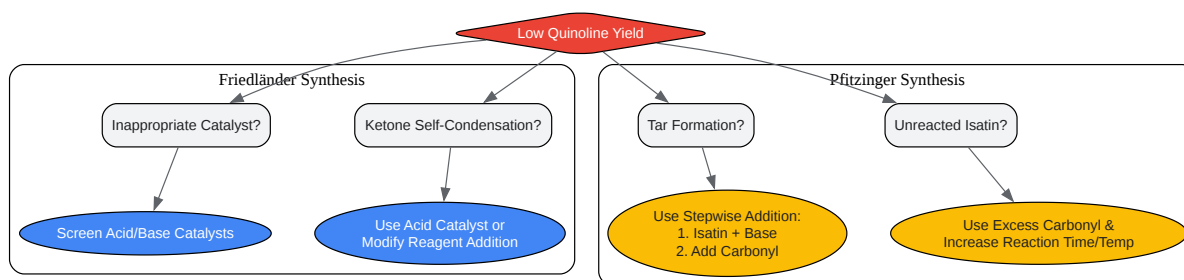 Low Quinoline Yield
Friedländer Synthesis
Pfitzinger Synthesis
Inappropriate Catalyst?
Ketone Self-Condensation?
Tar Formation?
Unreacted Isatin?
Screen Acid/Base Catalysts
Use Acid Catalyst or
Modify Reagent Addition
Use Stepwise Addition:
1. Isatin + Base
2. Add Carbonyl
Use Excess Carbonyl &
Increase Reaction Time/Temp